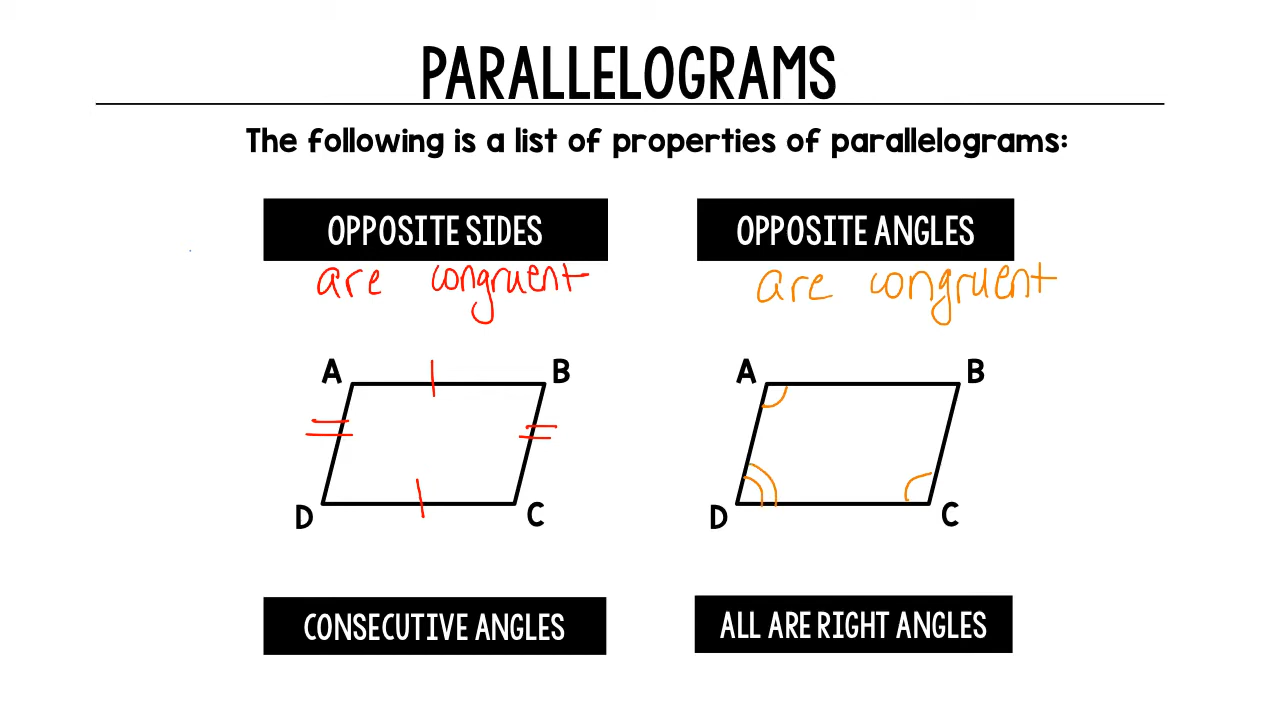 PARALLELOGRAMS
The following is a list of properties of parallelograms:
OPPOSITE SIDES
are congruent
A B
D C
OPPOSITE ANGLES
are congruent
A B
D C
CONSECUTIVE ANGLES
ALL ARE RIGHT ANGLES